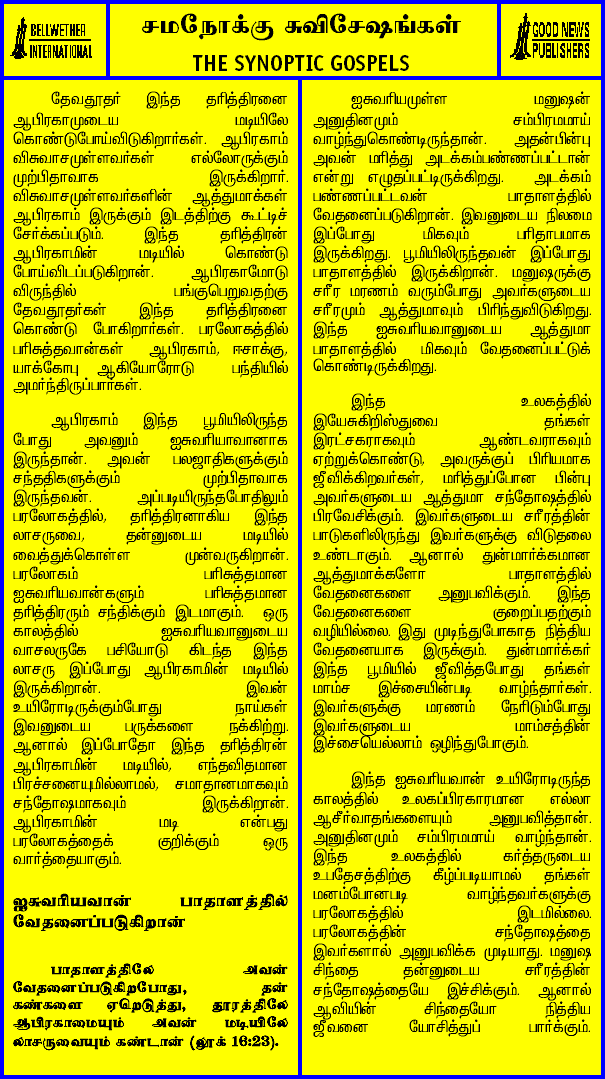 BELLWETHER
INTERNATIONAL
சமநோக்கு சுவிசேஷங்கள்
THE SYNOPTIC GOSPELS
GOOD NEWS
PUBLISHERS
தேவதூதர் இந்த தரித்திரனை
ஆபிரகாமுடைய மடியிலே
கொண்டுபோய்விடுகிறார்கள். ஆபிரகாம்
விசுவாசமுள்ளவர்கள் எல்லோருக்கும்
முற்பிதாவாக இருக்கிறார்.
விசுவாசமுள்ளவர்களின் ஆத்துமாக்கள்
ஆபிரகாம் இருக்கும் இடத்திற்கு கூட்டிச்
சேர்க்கப்படும். இந்த தரித்திரன்
ஆபிரகாமின் மடியில் கொண்டு
போய்விடப்படுகிறான். ஆபிரகாமோடு
விருந்தில் பங்குபெறுவதற்கு
தேவதூதர்கள் இந்த தரித்திரனை
கொண்டு போகிறார்கள். பரலோகத்தில்
பரிசுத்தவான்கள் ஆபிரகாம், ஈசாக்கு,
யாக்கோபு ஆகியோரோடு பந்தியில்
அமர்ந்திருப்பார்கள்.
ஆபிரகாம் இந்த பூமியிலிருந்த
போது அவனும் ஐசுவரியாவானாக
இருந்தான். அவன் பலஜாதிகளுக்கும்
சந்ததிகளுக்கும் முற்பிதாவாக
இருந்தவன். அப்படியிருந்தபோதிலும்
பரலோகத்தில், தரித்திரனாகிய இந்த
லாசருவை, தன்னுடைய மடியில்
வைத்துக்கொள்ள முன்வருகிறான்.
பரலோகம் பரிசுத்தமான
ஐசுவரியவான்களும் பரிசுத்தமான
தரித்திரரும் சந்திக்கும் இடமாகும். ஒரு
காலத்தில் ஐசுவரியவானுடைய
வாசலருகே பசியோடு கிடந்த இந்த
லாசரு இப்போது ஆபிரகாமின் மடியில்
இருக்கிறான். இவன்
உயிரோடிருக்கும்போது நாய்கள்
இவனுடைய பருக்களை நக்கிற்று.
ஆனால் இப்போதோ இந்த தரித்திரன்
ஆபிரகாமின் மடியில், எந்தவிதமான
பிரச்சனையுமில்லாமல், சமாதானமாகவும்
சந்தோஷமாகவும் இருக்கிறான்.
ஆபிரகாமின் மடி என்பது
பரலோகத்தைக் குறிக்கும் ஒரு
வார்த்தையாகும்.
ஐசுவரியவான் பாதாளத்தில்
வேதனைப்படுகிறான்
பாதாளத்திலே அவன்
வேதனைப்படுகிறபோது, தன்
கண்களை ஏறெடுத்து, தூரத்திலே
ஆபிரகாமையும் அவன் மடியிலே
லாசருவையும் கண்டான் (லூக் 16:23).
ஐசுவரியமுள்ள மனுஷன்
அனுதினமும் சம்பிரமமாய்
வாழ்ந்துகொண்டிருந்தான். அதன்பின்பு
அவன் மரித்து அடக்கம்பண்ணப்பட்டான்
என்று எழுதப்பட்டிருக்கிறது. அடக்கம்
பண்ணப்பட்டவன் பாதாளத்தில்
வேதனைப்படுகிறான். இவனுடைய நிலமை
இப்போது மிகவும் பரிதாபமாக
இருக்கிறது. பூமியிலிருந்தவன் இப்போது
பாதாளத்தில் இருக்கிறான். மனுஷருக்கு
சரீர மரணம் வரும்போது அவர்களுடைய
சரீரமும் ஆத்துமாவும் பிரிந்துவிடுகிறது.
இந்த ஐசுவரியவானுடைய ஆத்துமா
பாதாளத்தில் மிகவும் வேதனைப்பட்டுக்
கொண்டிருக்கிறது.
இந்த உலகத்தில்
இயேசுகிறிஸ்துவை தங்கள்
இரட்சகராகவும் ஆண்டவராகவும்
ஏற்றுக்கொண்டு, அவருக்குப் பிரியமாக
ஜீவிக்கிறவர்கள், மரித்துப்போன பின்பு
அவர்களுடைய ஆத்துமா சந்தோஷத்தில்
பிரவேசிக்கும். இவர்களுடைய சரீரத்தின்
பாடுகளிலிருந்து இவர்களுக்கு விடுதலை
உண்டாகும். ஆனால் துன்மார்க்கமான
ஆத்துமாக்களோ பாதாளத்தில்
வேதனைகளை அனுபவிக்கும். இந்த
வேதனைகளை குறைப்பதற்கும்
வழியில்லை. இது முடிந்துபோகாத நித்திய
வேதனையாக இருக்கும். துன்மார்க்கர்
இந்த பூமியில் ஜீவித்தபோது தங்கள்
மாம்ச இச்சையின்படி வாழ்ந்தார்கள்.
இவர்களுக்கு மரணம் நேரிடும்போது
இவர்களுடைய மாம்சத்தின்
இச்சையெல்லாம் ஒழிந்துபோகும்.
இந்த ஐசுவரியவான் உயிரோடிருந்த
காலத்தில் உலகப்பிரகாரமான எல்லா
ஆசீர்வாதங்களையும் அனுபவித்தான்.
அனுதினமும் சம்பிரமமாய் வாழ்ந்தான்.
இந்த உலகத்தில் கர்த்தருடைய
உபதேசத்திற்கு கீழ்ப்படியாமல் தங்கள்
மனம்போனபடி வாழ்ந்தவர்களுக்கு
பரலோகத்தில் இடமில்லை.
பரலோகத்தின் சந்தோஷத்தை
இவர்களால் அனுபவிக்க முடியாது. மனுஷ
சிந்தை தன்னுடைய சரீரத்தின்
சந்தோஷத்தையே இச்சிக்கும். ஆனால்
ஆவியின் சிந்தையோ நித்திய
ஜீவனை யோசித்துப் பார்க்கும்.